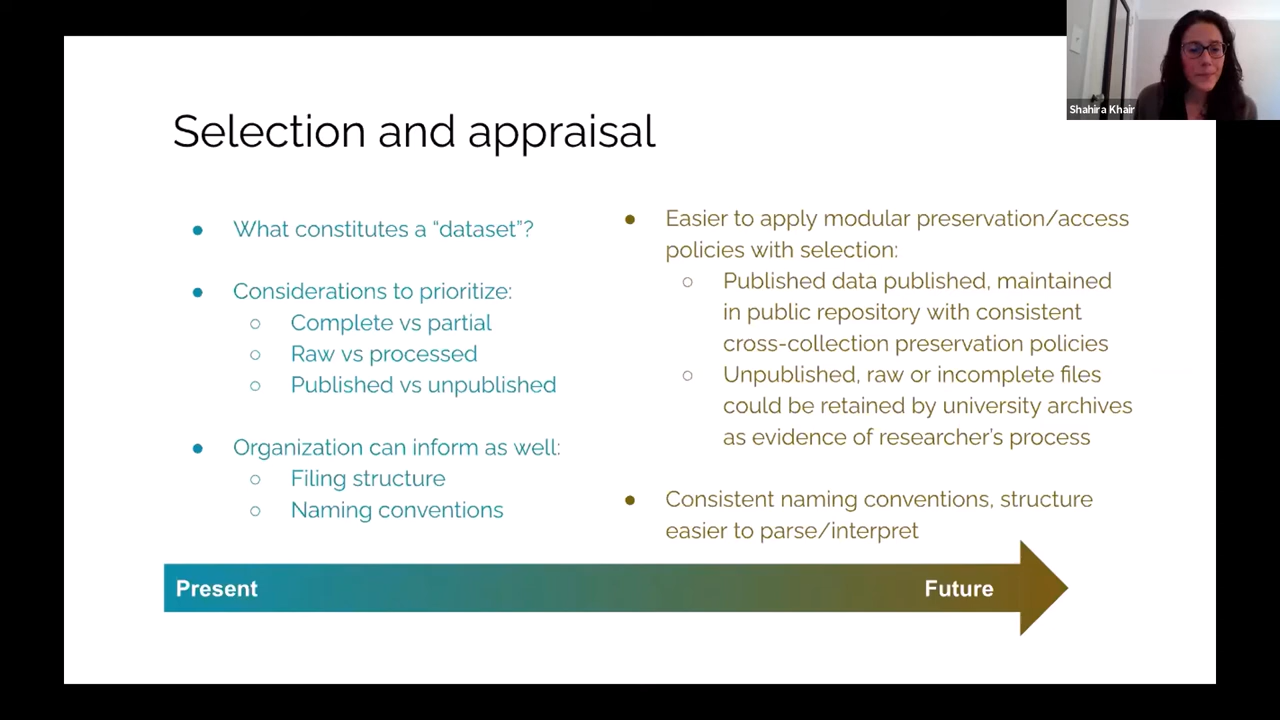 Shahira Khair
Selection and appraisal
● What constitutes a “dataset”?
● Considerations to prioritize:
○ Complete vs partial
○ Raw vs processed
○ Published vs unpublished
● Organization can inform as well:
○ Filing structure
○ Naming conventions
● Easier to apply modular preservation/access
policies with selection:
○ Published data published, maintained
in public repository with consistent
cross-collection preservation policies
○ Unpublished, raw or incomplete files
could be retained by university archives
as evidence of researcher’s process
● Consistent naming conventions, structure
easier to parse/interpret
Present
Future